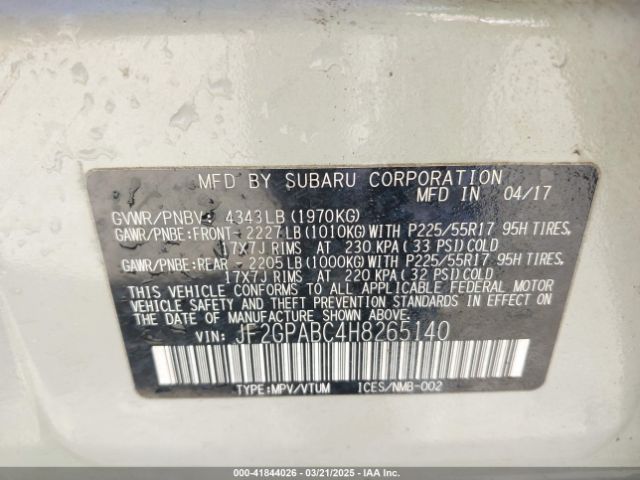 MFD BY SUBARU CORPORATION
MFD IN 04/17
GVWR/PNBV: 4343LB (1970KG)
GAWR/PNBE:FRONT - 2227LB (1010KG) WITH P225/55R17 95H TIRES,
17X7J RIMS AT 230 KPA (33 PSI) COLD
GAWR/PNBE:REAR - 2205LB (1000KG) WITH P225/55R17 95H TIRES,
17X7J RIMS AT 220 KPA (32 PSI) COLD
THIS VEHICLE CONFORMS TO ALL APPLICABLE FEDERAL MOTOR
VEHICLE SAFETY AND THEFT PREVENTION STANDARDS IN EFFECT
ON THE DATE OF MANUFACTURE SHOWN ABOVE.
VIN: JF2GPABC4H8265140
TYPE:MPV/VTUM ICES/NMB-002
000-41844026 - 03/21/2025 - IAA